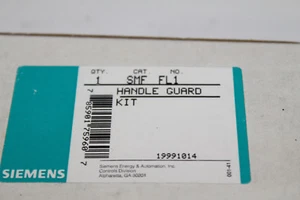 QTY. CAT NO.
1 SMF FL1
HANDLE GUARD
KIT
19991014
Siemens Energy & Automation, Inc.
Controls Division
Alpharetta, GA
SIEMENS